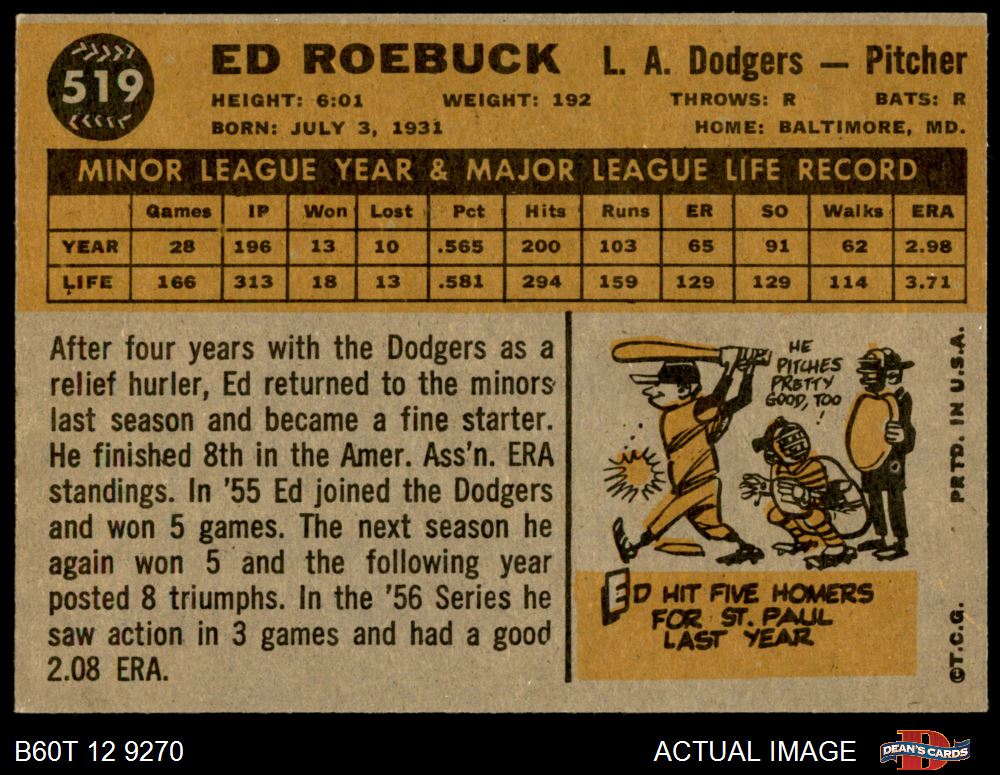 519
ED ROEBUCK L. A. Dodgers — Pitcher
HEIGHT: 6:01 WEIGHT: 192 THROWS: R BATS: R
BORN: JULY 3, 1931 HOME: BALTIMORE, MD.
MINOR LEAGUE YEAR & MAJOR LEAGUE LIFE RECORD
Games IP Won Lost Pct Hits Runs ER SO Walks ERA
YEAR 28 196 13 10 .565 200 103 65 91 62 2.98
LIFE 166 313 18 13 .581 294 159 129 129 114 3.71
After four years with the Dodgers as a
relief hurler, Ed returned to the minors
last season and became a fine starter.
He finished 8th in the Amer. Ass'n. ERA
standings. In '55 Ed joined the Dodgers
and won 5 games. The next season he
again won 5 and the following year
posted 8 triumphs. In the '56 Series he
saw action in 3 games and had a good
2.08 ERA.
HE
PITCHES
PRETTY
GOOD, TOO
!
ED HIT FIVE HOMERS
FOR ST. PAUL
LAST YEAR
©T.C.G. PRTD. IN U.S.A.
B60T 12 9270 ACTUAL IMAGE
D
DEAN'S CARDS